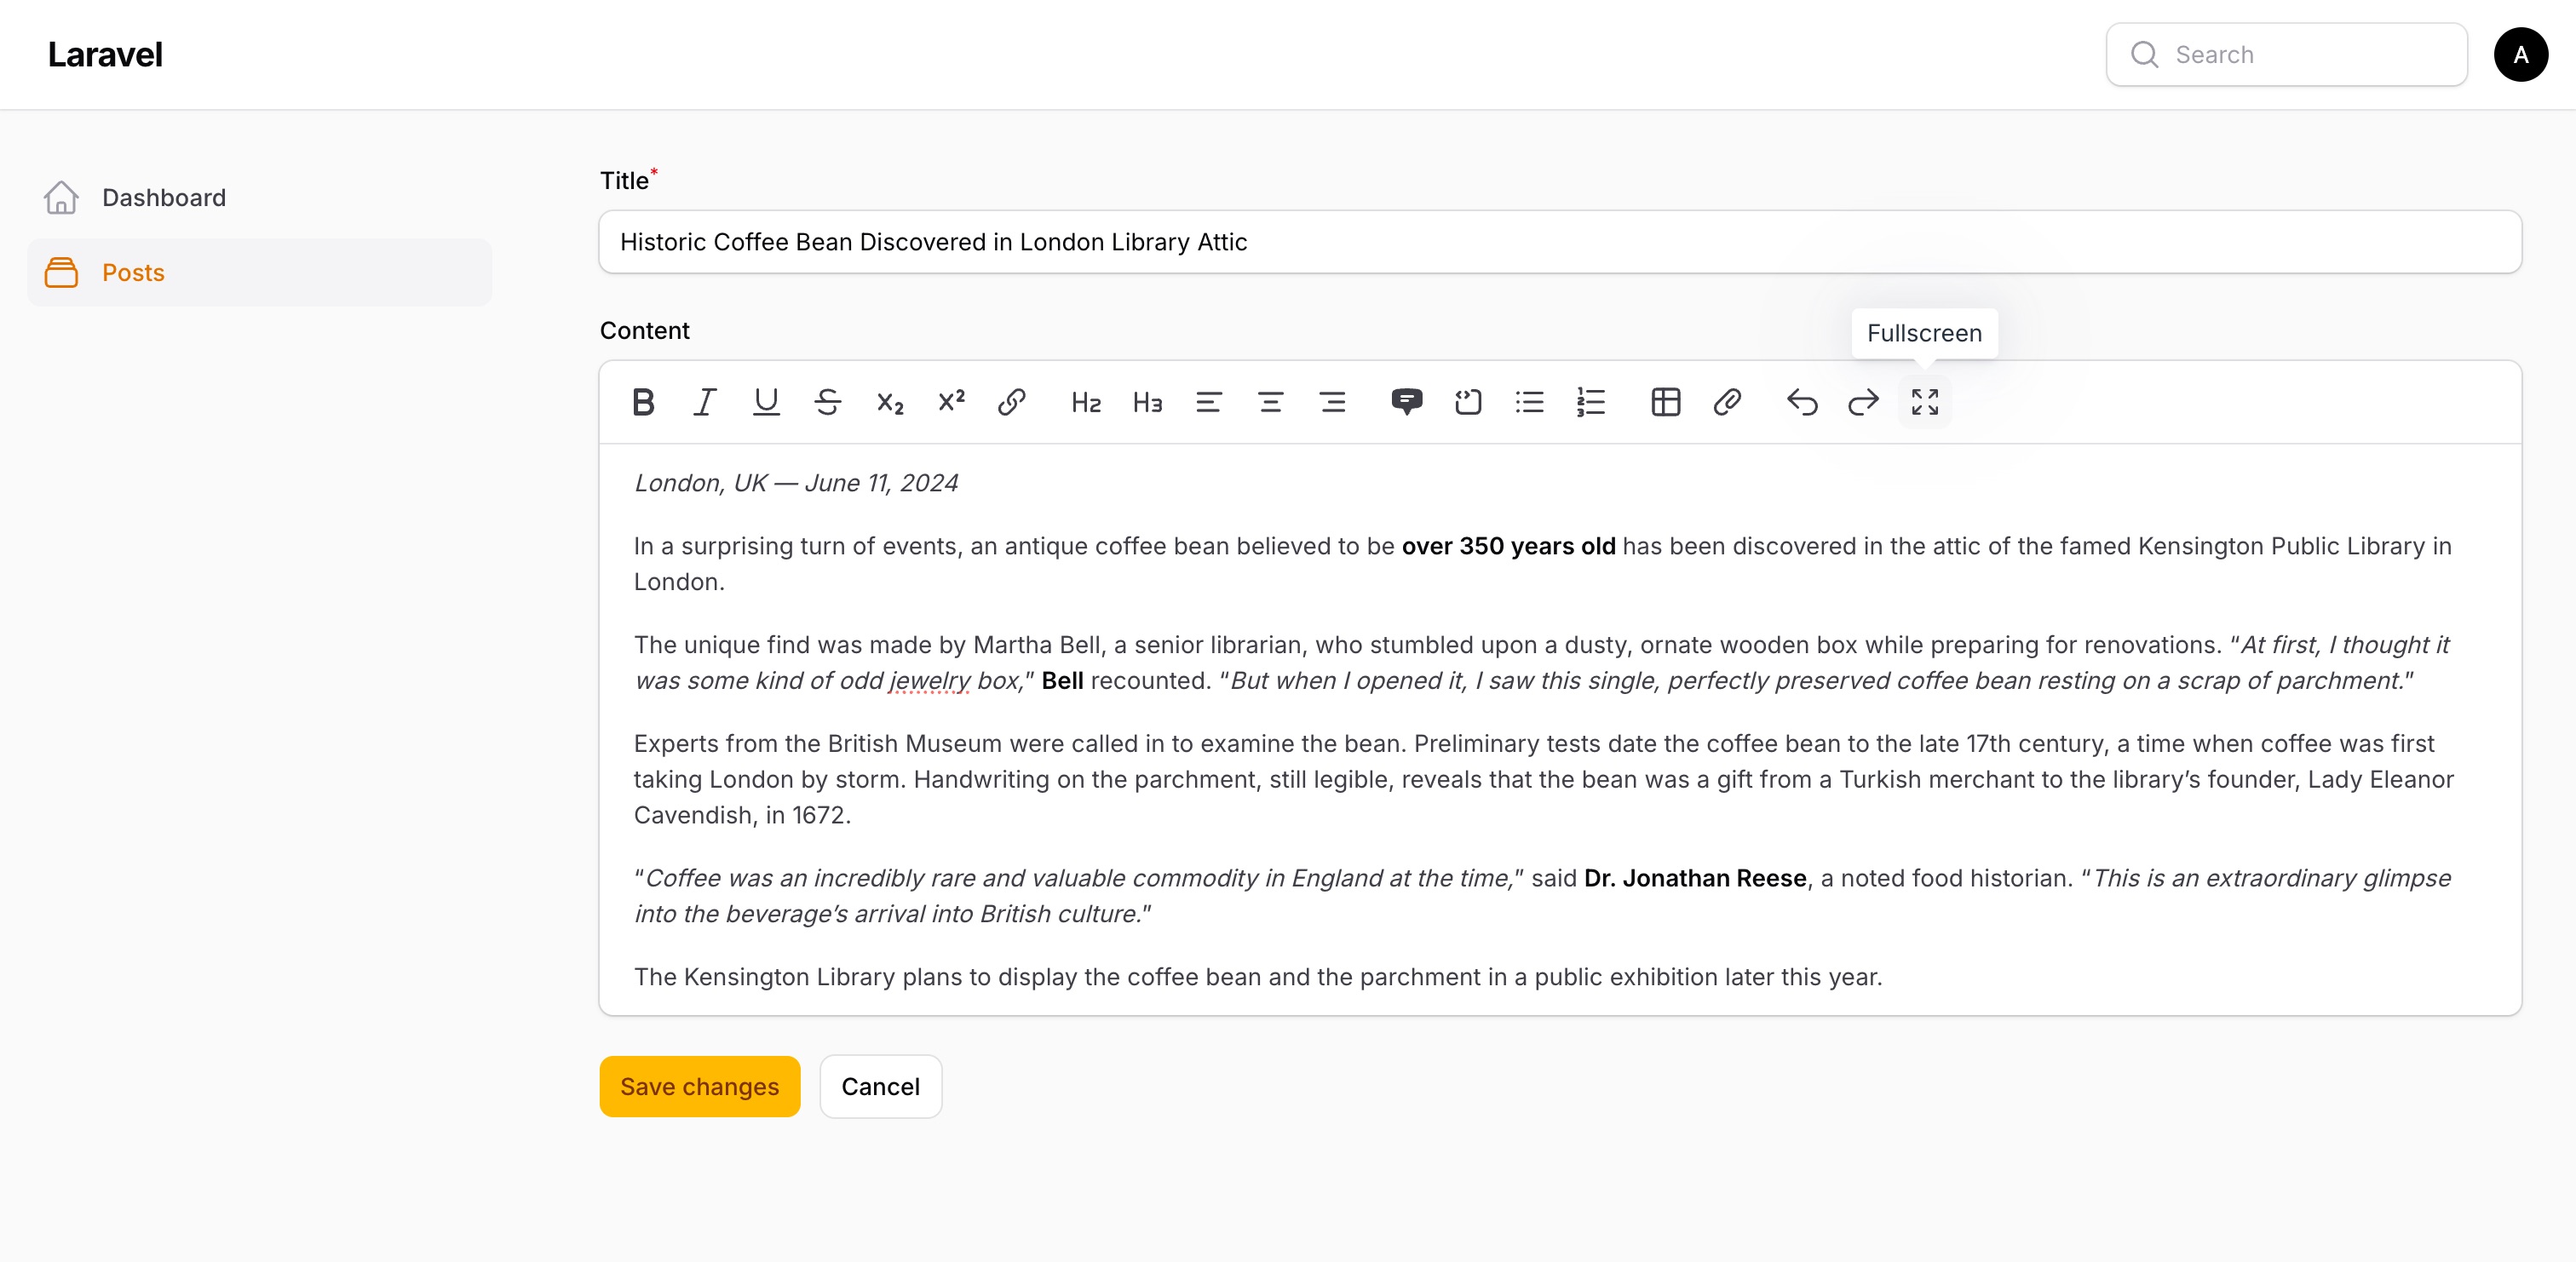 Laravel
Search
A
Dashboard
Posts
Title*
Historic Coffee Bean Discovered in London Library Attic
Content
Fullscreen
B I U S x₂ x² H2 H3
London, UK — June 11, 2024
In a surprising turn of events, an antique coffee bean believed to be over 350 years old has been discovered in the attic of the famed Kensington Public Library in
London.
The unique find was made by Martha Bell, a senior librarian, who stumbled upon a dusty, ornate wooden box while preparing for renovations. “At first, I thought it
was some kind of odd jewelry box,” Bell recounted. “But when I opened it, I saw this single, perfectly preserved coffee bean resting on a scrap of parchment.”
Experts from the British Museum were called in to examine the bean. Preliminary tests date the coffee bean to the late 17th century, a time when coffee was first
taking London by storm. Handwriting on the parchment, still legible, reveals that the bean was a gift from a Turkish merchant to the library’s founder, Lady Eleanor
Cavendish, in 1672.
“Coffee was an incredibly rare and valuable commodity in England at the time,” said Dr. Jonathan Reese, a noted food historian. “This is an extraordinary glimpse
into the beverage’s arrival into British culture.”
The Kensington Library plans to display the coffee bean and the parchment in a public exhibition later this year.
Save changes
Cancel